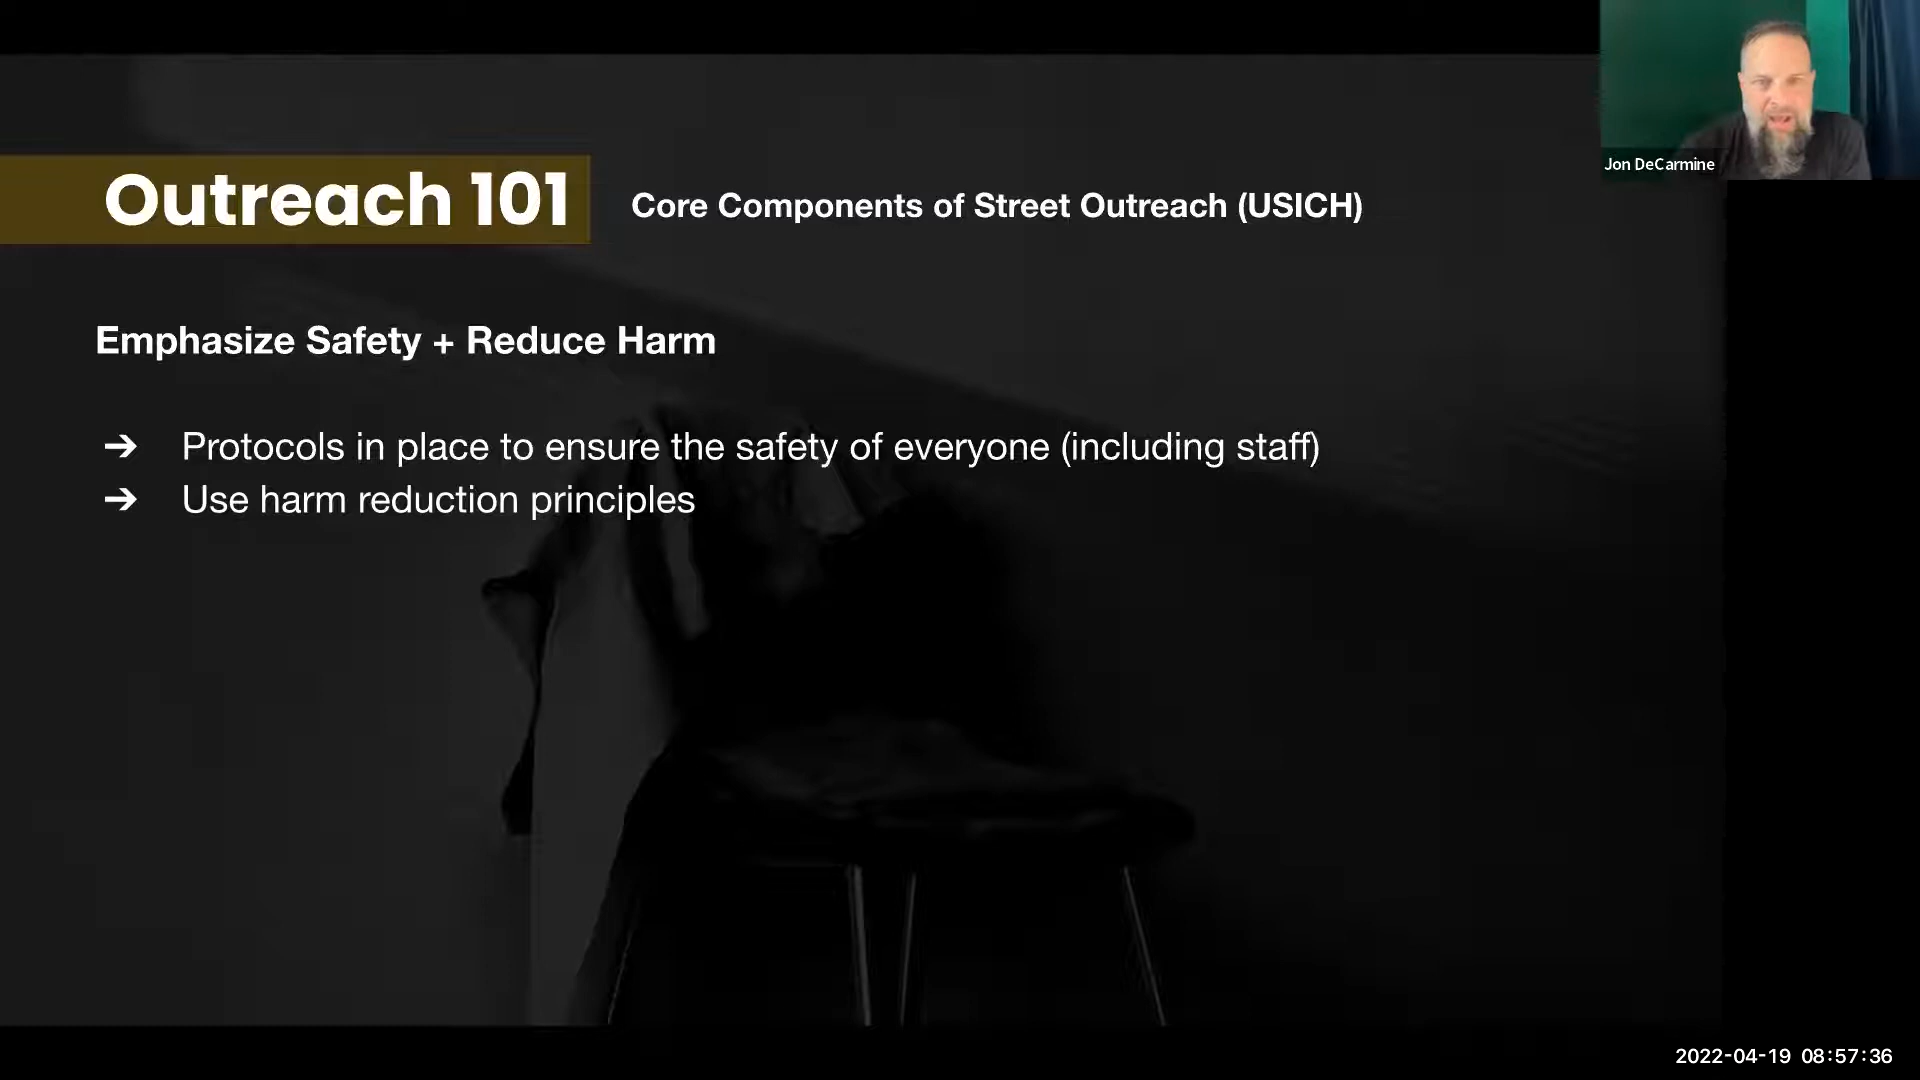 Outreach 101
Core Components of Street Outreach (USICH)
Jon DeCarmine
Emphasize Safety + Reduce Harm
➔ Protocols in place to ensure the safety of everyone (including staff)
➔ Use harm reduction principles
2022-04-19 08:57:36